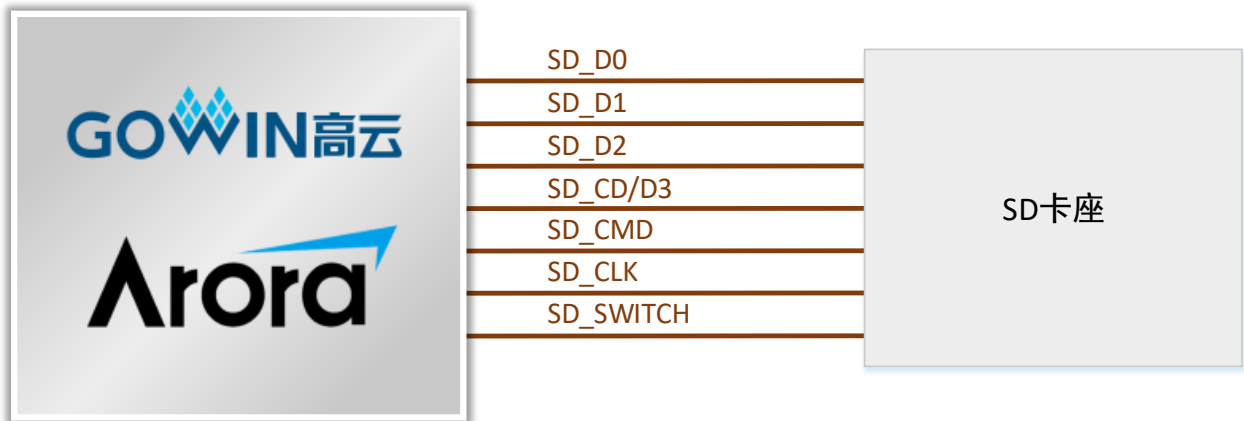 GOWIN高云
Arora
SD_D0
SD_D1
SD_D2
SD_CD/D3
SD_CMD
SD_CLK
SD_SWITCH
SD卡座